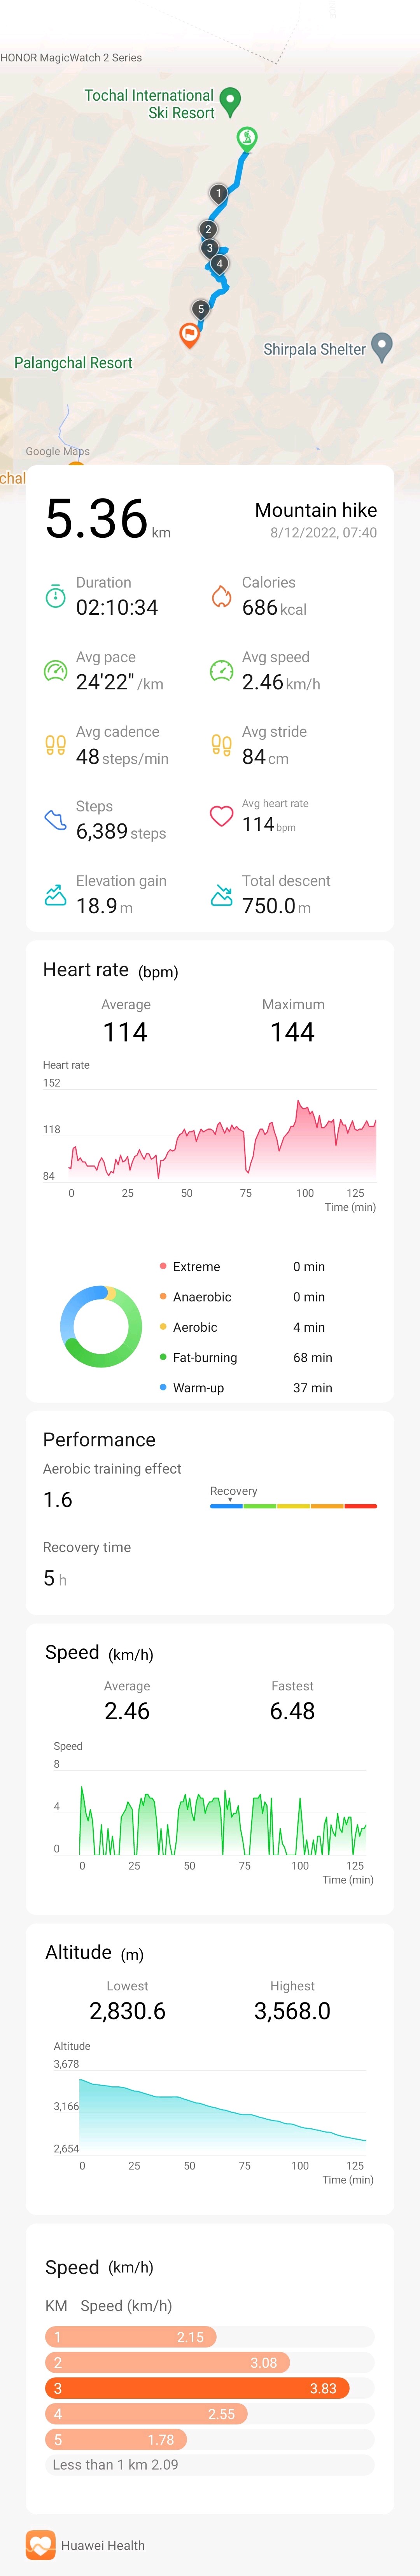 HONOR MagicWatch 2 Series
Tochal International
Ski Resort
1
2
3
4
5
Shirpala Shelter
Palangchal Resort
Google Maps
chal
5.36 km
Mountain hike
8/12/2022, 07:40
Duration
02:10:34
Calories
686 kcal
Avg pace
24'22" /km
Avg speed
2.46 km/h
Avg cadence
48 steps/min
Avg stride
84 cm
Steps
6,389 steps
Avg heart rate
114 bpm
Elevation gain
18.9 m
Total descent
750.0 m
Heart rate (bpm)
Average Maximum
114 144
Heart rate
152
118
84
0 25 50 75 100 125
Time (min)
Extreme 0 min
Anaerobic 0 min
Aerobic 4 min
Fat-burning 68 min
Warm-up 37 min
Performance
Aerobic training effect
1.6
Recovery
Recovery time
5 h
Speed (km/h)
Average Fastest
2.46 6.48
Speed
8
4
0
0 25 50 75 100 125
Time (min)
Altitude (m)
Lowest Highest
2,830.6 3,568.0
Altitude
3,678
3,166
2,654
0 25 50 75 100 125
Time (min)
Speed (km/h)
KM Speed (km/h)
1 2.15
2 3.08
3 3.83
4 2.55
5 1.78
Less than 1 km 2.09
Huawei Health